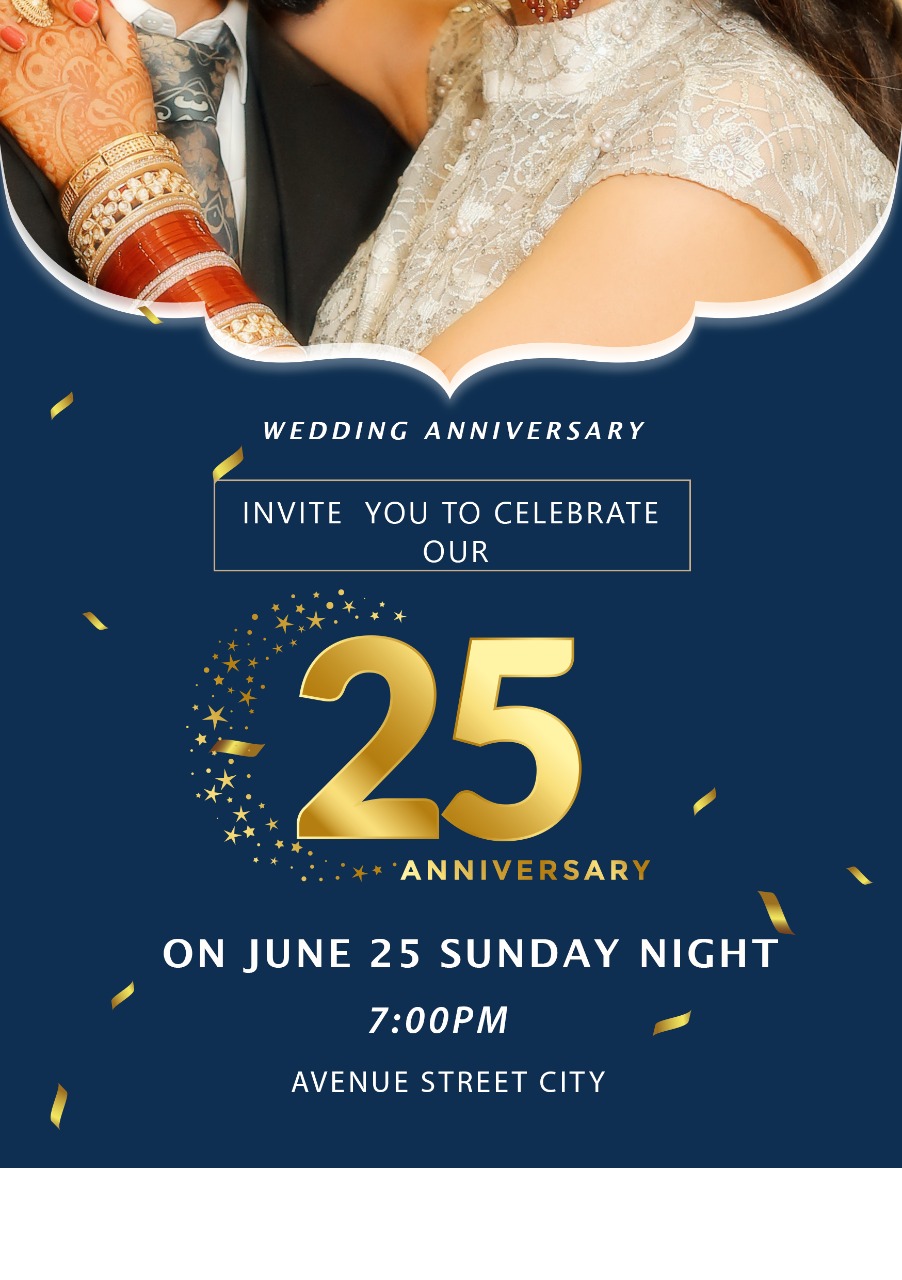 WEDDING ANNIVERSARY
INVITE  YOU TO CELEBRATE
OUR
25
ANNIVERSARY
ON JUNE 25 SUNDAY NIGHT
7:00PM
AVENUE STREET CITY